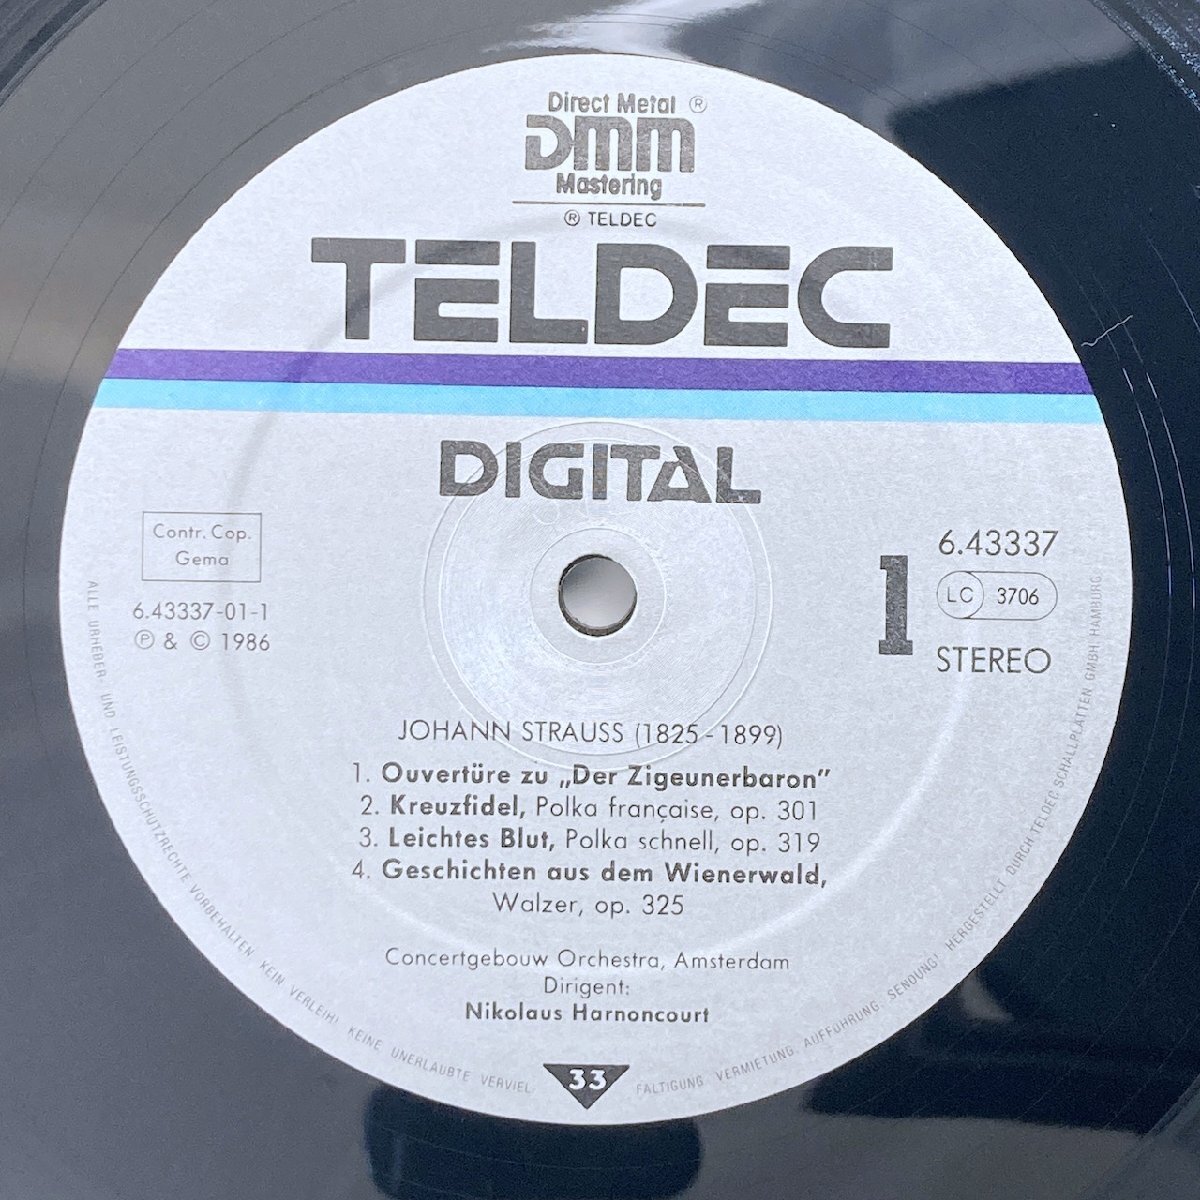 Direct Metal ®
DMM
Mastering
® TELDEC
TELDEC
DIGITAL
Contr. Cop.
Gema
6.43337-01-1
℗ & © 1986
1
6.43337
LC 3706
STEREO
JOHANN STRAUSS (1825-1899)
1. Ouvertüre zu „Der Zigeunerbaron”
2. Kreuzfidel, Polka française, op. 301
3. Leichtes Blut, Polka schnell, op. 319
4. Geschichten aus dem Wienerwald,
Walzer, op. 325
Concertgebouw Orchestra, Amsterdam
Dirigent:
Nikolaus Harnoncourt
33
ALLE URHEBER- UND LEISTUNGSSCHUTZRECHTE VORBEHALTEN. KEIN VERLEIH! KEINE UNERLAUBTE VERVIEL FÄLTIGUNG, VERMIETUNG, AUFFÜHRUNG, SENDUNG! HERGESTELLT DURCH TELDEC SCHALLPLATTEN GMBH HAMBURG